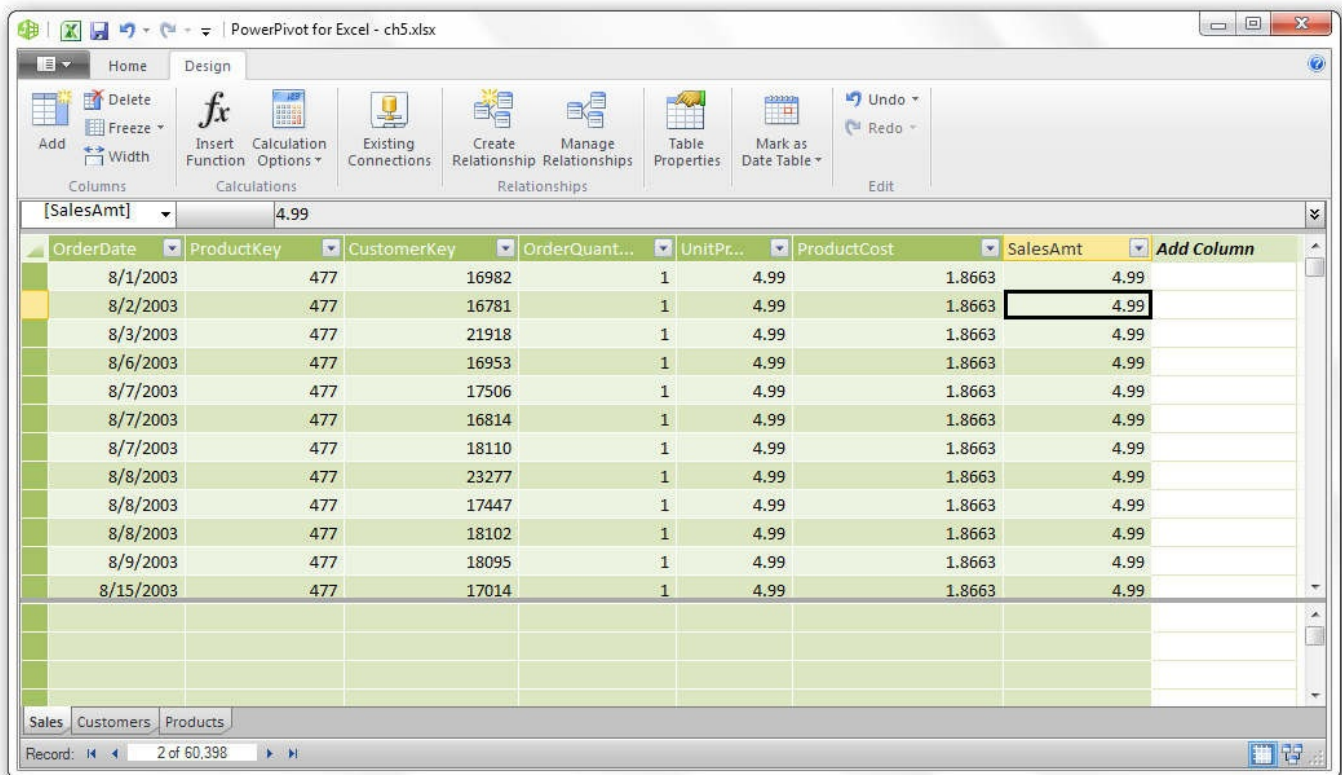 PowerPivot for Excel - ch5.xlsx
Home Design
Add
Delete
Freeze
Width
Columns
Insert Function
Calculation Options
Calculations
Existing Connections
Create Relationship
Manage Relationships
Relationships
Table Properties
Mark as Date Table
Undo
Redo
Edit
[SalesAmt] 4.99
OrderDate ProductKey CustomerKey OrderQuant... UnitPr... ProductCost SalesAmt Add Column
8/1/2003 477 16982 1 4.99 1.8663 4.99
8/2/2003 477 16781 1 4.99 1.8663 4.99
8/3/2003 477 21918 1 4.99 1.8663 4.99
8/6/2003 477 16953 1 4.99 1.8663 4.99
8/7/2003 477 17506 1 4.99 1.8663 4.99
8/7/2003 477 16814 1 4.99 1.8663 4.99
8/7/2003 477 18110 1 4.99 1.8663 4.99
8/8/2003 477 23277 1 4.99 1.8663 4.99
8/8/2003 477 17447 1 4.99 1.8663 4.99
8/8/2003 477 18102 1 4.99 1.8663 4.99
8/9/2003 477 18095 1 4.99 1.8663 4.99
8/15/2003 477 17014 1 4.99 1.8663 4.99
Sales Customers Products
Record: 2 of 60,398